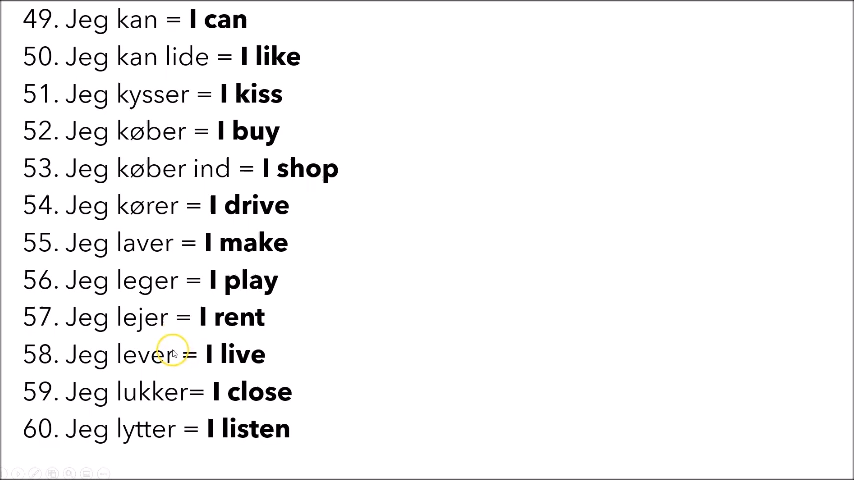 49. Jeg kan = I can
50. Jeg kan lide = I like
51. Jeg kysser = I kiss
52. Jeg køber = I buy
53. Jeg køber ind = I shop
54. Jeg kører = I drive
55. Jeg laver = I make
56. Jeg leger = I play
57. Jeg lejer = I rent
58. Jeg lever = I live
59. Jeg lukker= I close
60. Jeg lytter = I listen